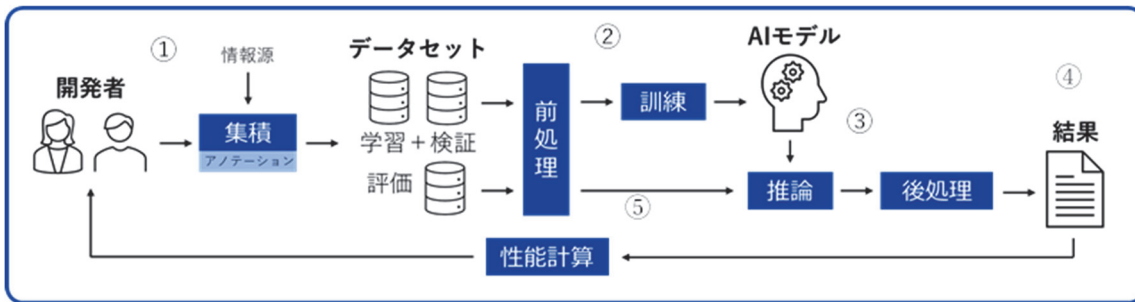 ①
情報源
データセット
②
AIモデル
開発者
集積
アノテーション
学習＋検証
評価
前処理
訓練
③
④
結果
⑤
推論
後処理
性能計算